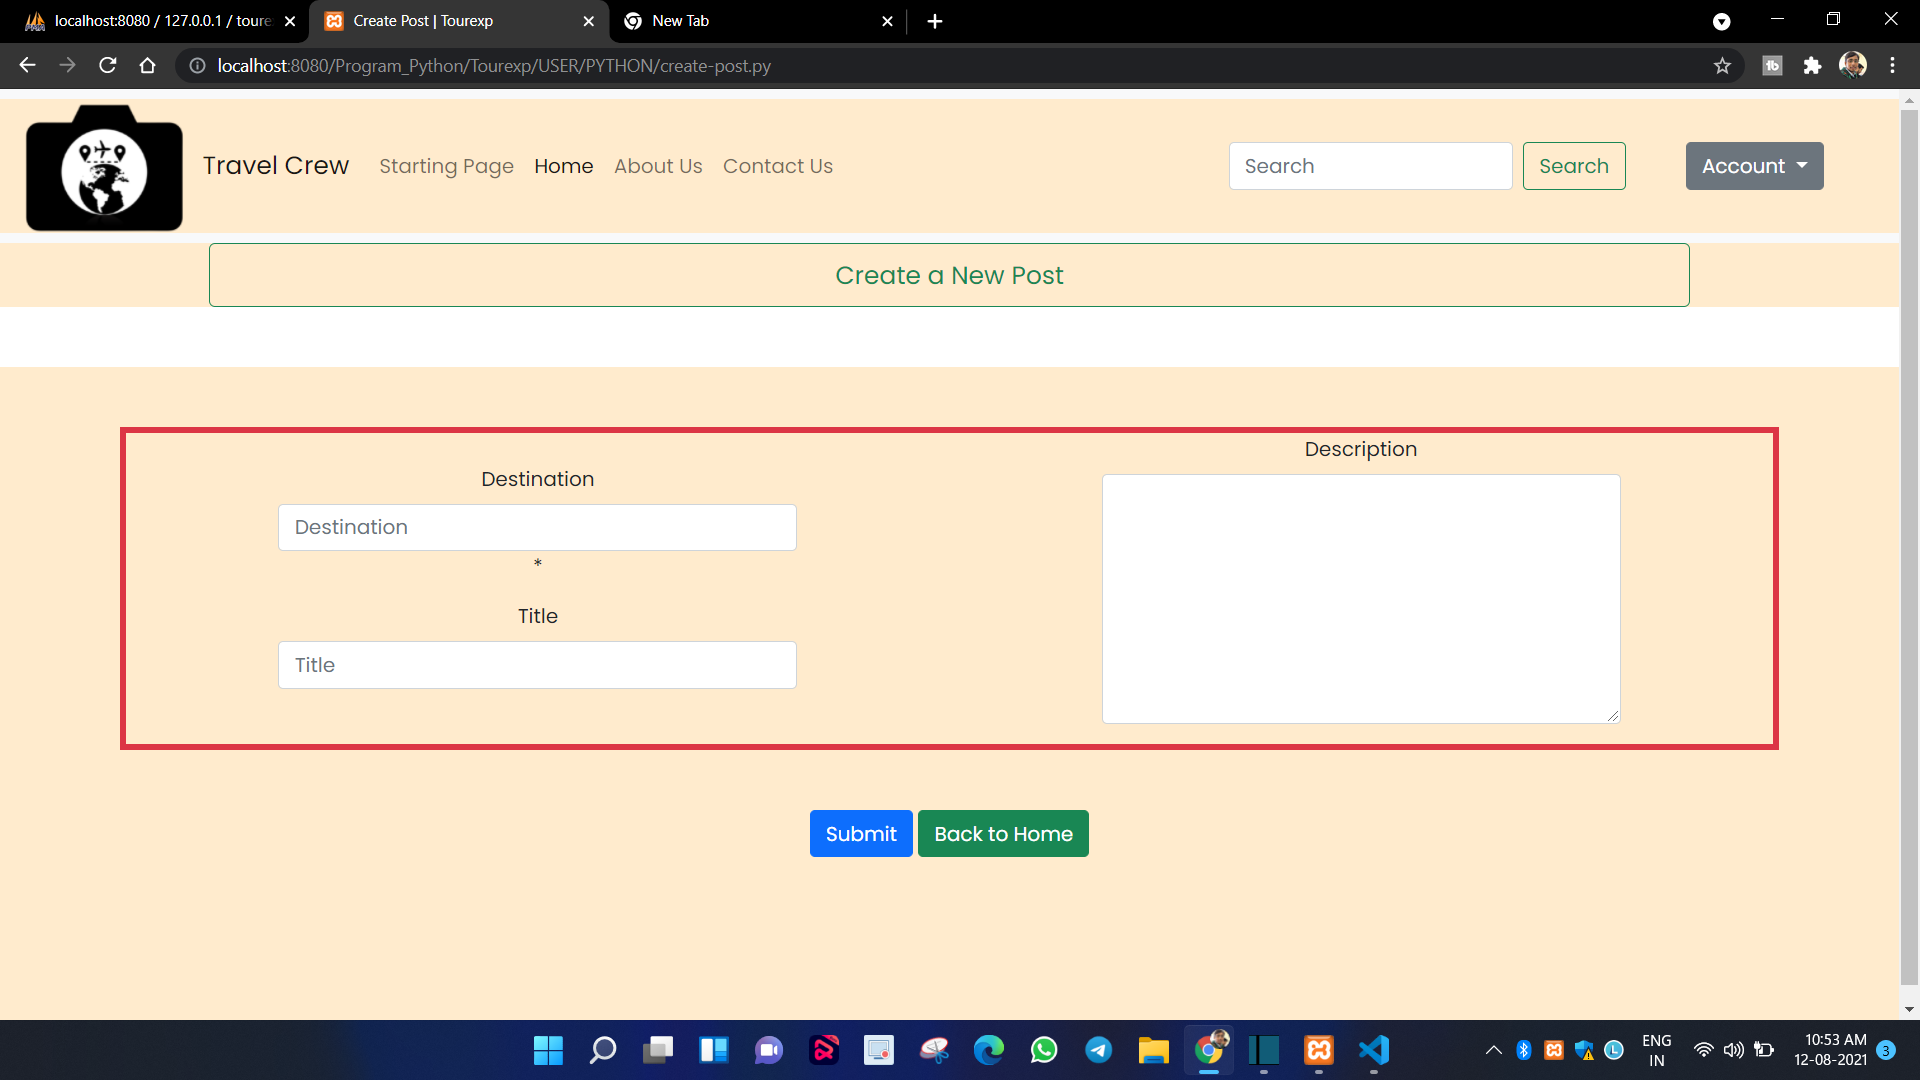 localhost:8080 / 127.0.0.1 / toure
Create Post | Tourexp
New Tab
localhost:8080/Program_Python/Tourexp/USER/PYTHON/create-post.py
Travel Crew
Starting Page
Home
About Us
Contact Us
Search
Search
Account
Create a New Post
Destination
Destination
*
Title
Title
Description
Submit
Back to Home
ENG
IN
10:53 AM
12-08-2021
3